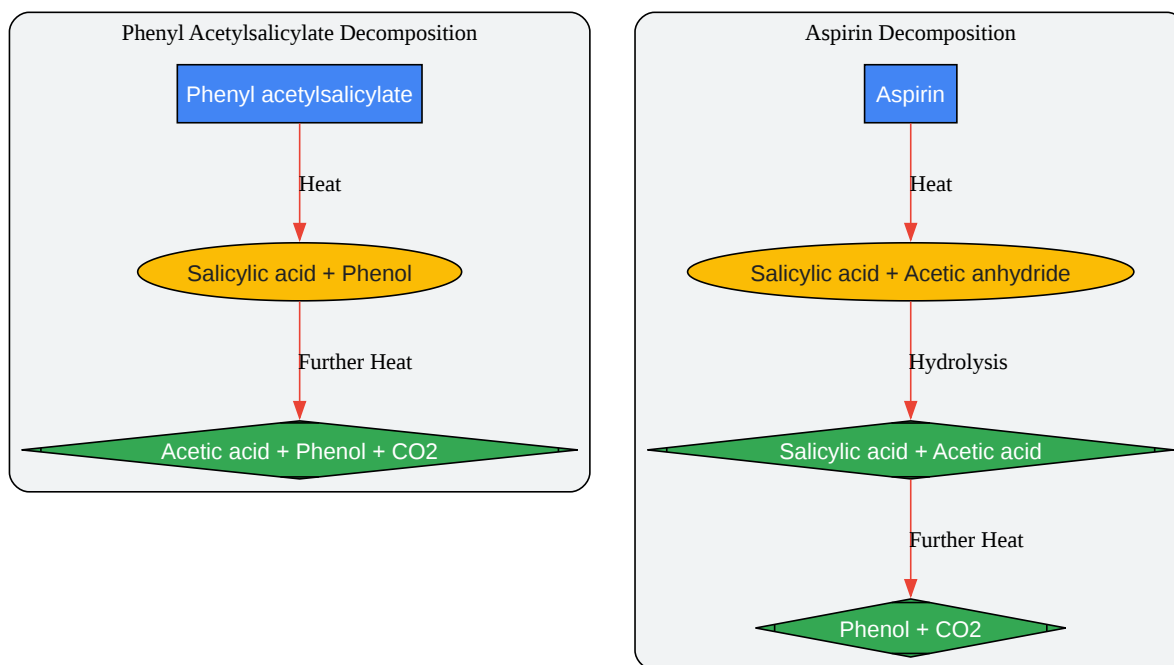 Phenyl Acetylsalicylate Decomposition
Phenyl acetylsalicylate
Heat
Salicylic acid + Phenol
Further Heat
Acetic acid + Phenol + CO2
Aspirin Decomposition
Aspirin
Heat
Salicylic acid + Acetic anhydride
Hydrolysis
Salicylic acid + Acetic acid
Further Heat
Phenol + CO2